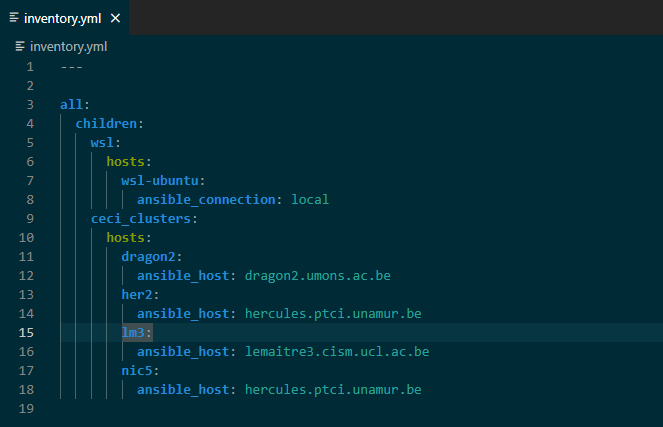 inventory.yml
inventory.yml
1 ---
2
3 all:
4   children:
5     wsl:
6       hosts:
7         wsl-ubuntu:
8           ansible_connection: local
9     ceci_clusters:
10       hosts:
11         dragon2:
12           ansible_host: dragon2.umons.ac.be
13         her2:
14           ansible_host: hercules.ptci.unamur.be
15         lm3:
16           ansible_host: lemaitre3.cism.ucl.ac.be
17         nic5:
18           ansible_host: hercules.ptci.unamur.be
19